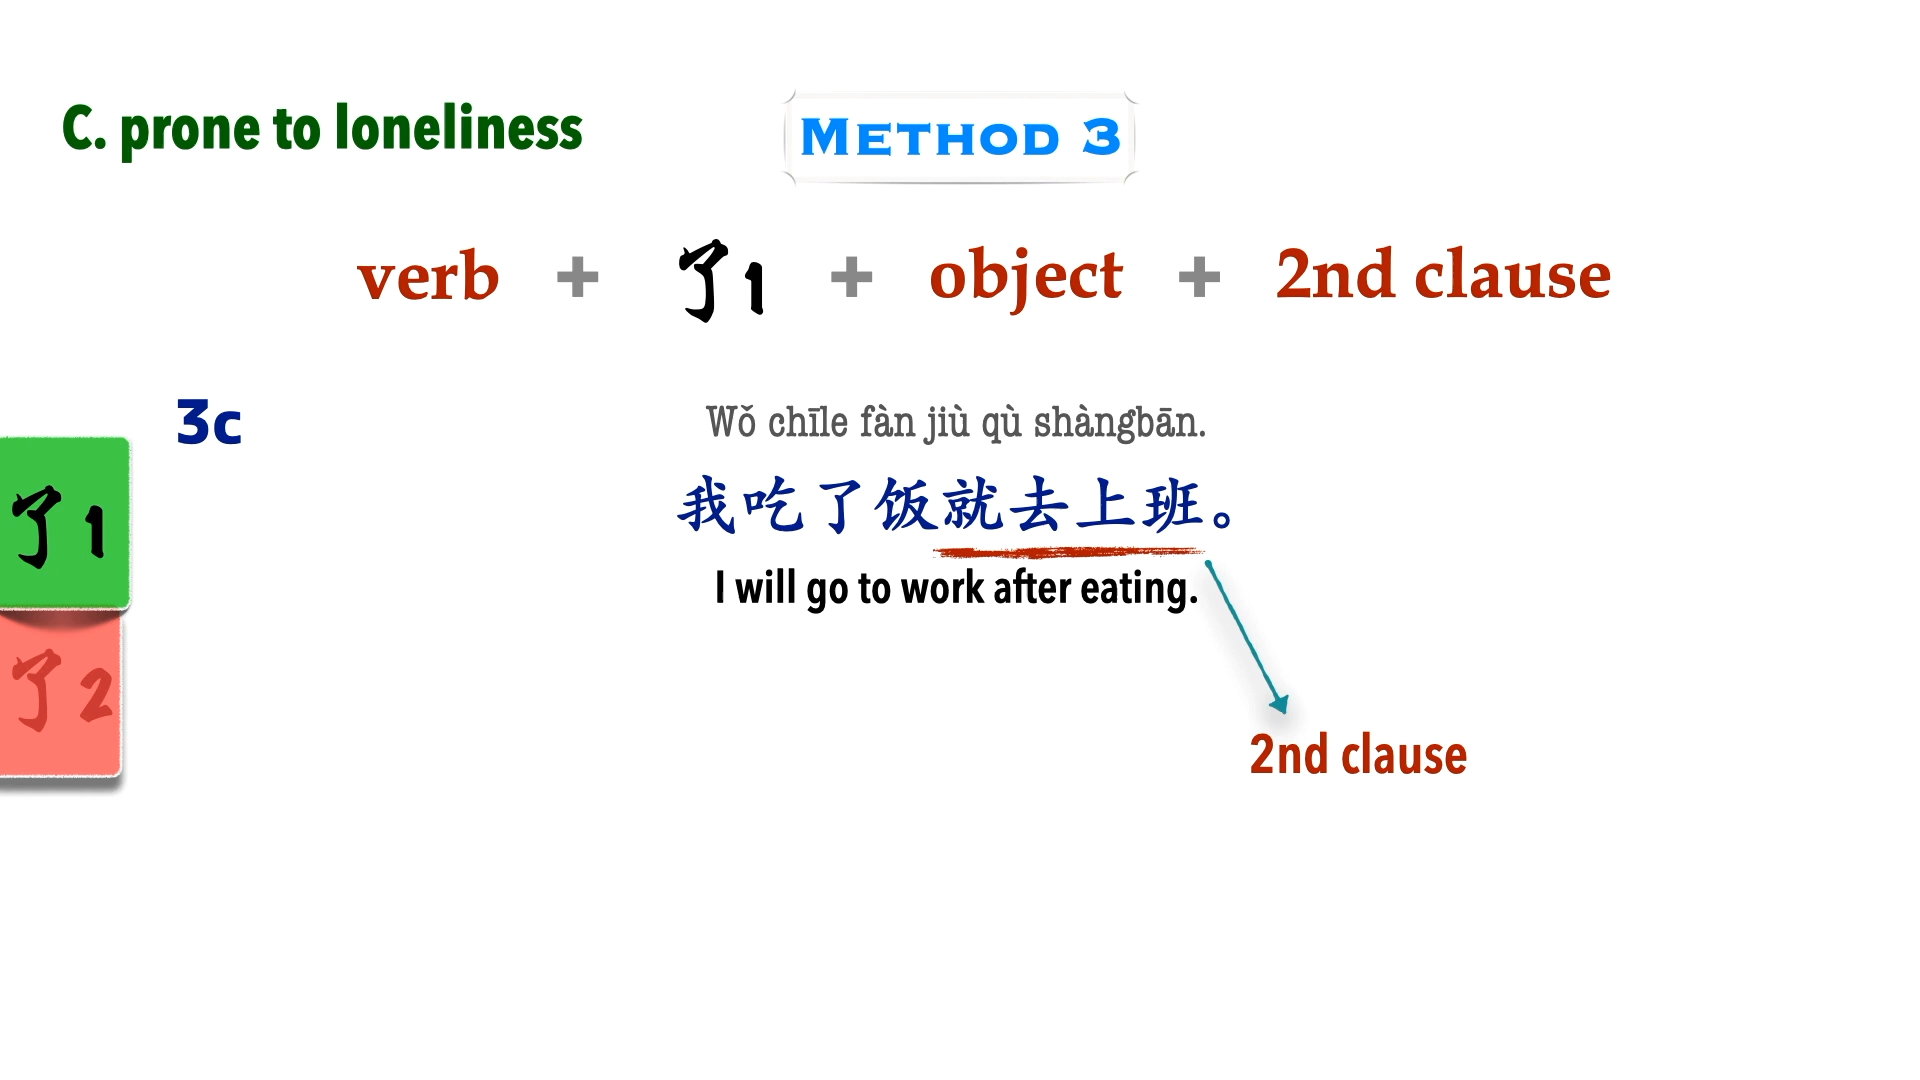 C. prone to loneliness
METHOD 3
verb + 了1 + object + 2nd clause
3c
Wǒ chīle fàn jiù qù shàngbān.
我吃了饭就去上班。
I will go to work after eating.
了1
了2
2nd clause